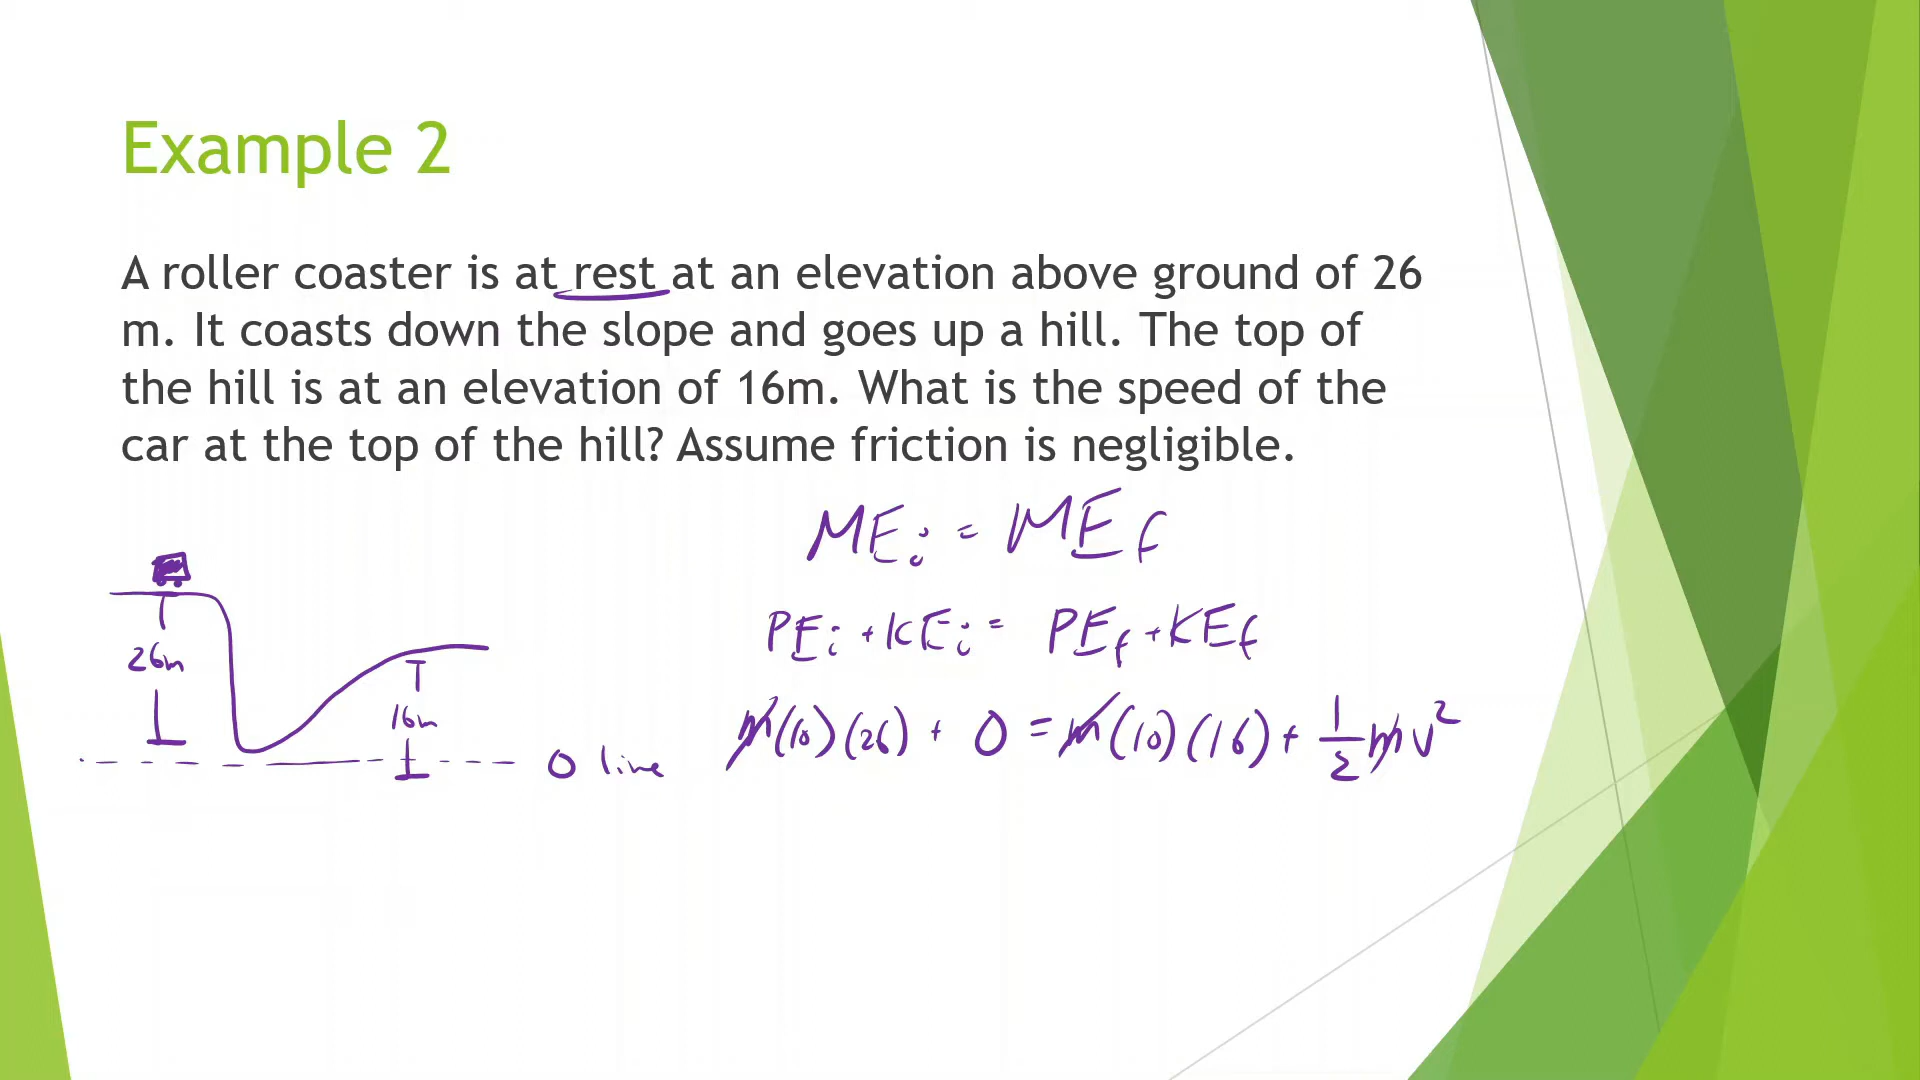 Example 2
A roller coaster is at rest at an elevation above ground of 26
m. It coasts down the slope and goes up a hill. The top of
the hill is at an elevation of 16m. What is the speed of the
car at the top of the hill? Assume friction is negligible.
MEi = MEf
PEi + KEi = PEf + KEf
m(10)(26) + 0 = m(10)(16) + 1/2 mv²
26m
16m
0 line